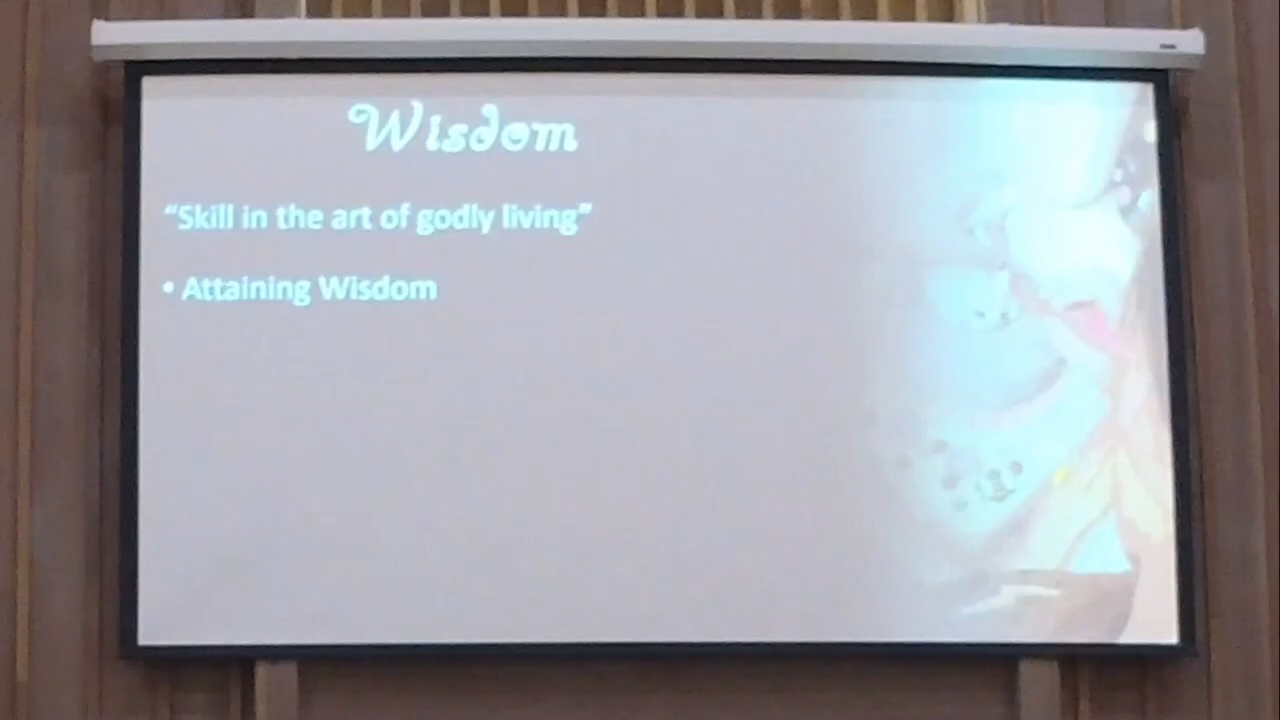 Wisdom
“Skill in the art of godly living”
• Attaining Wisdom